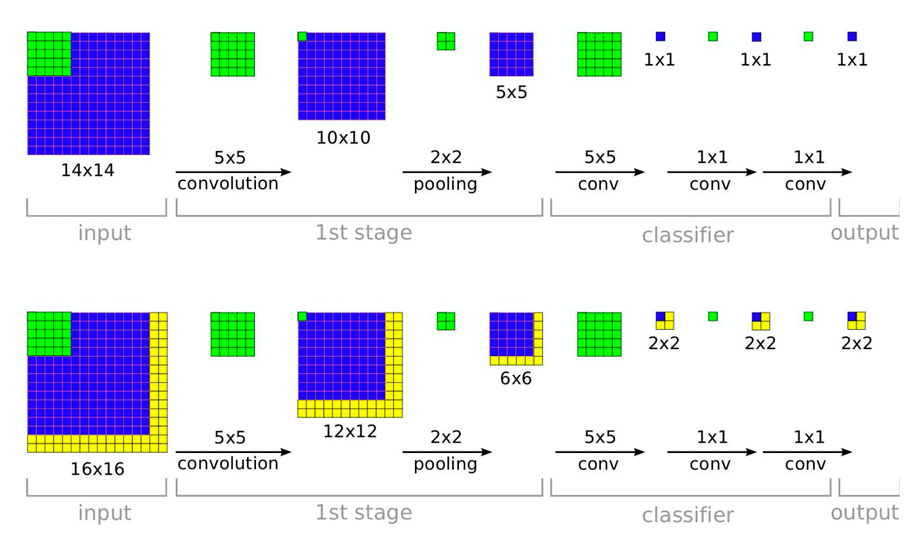 1x1
1x1
1x1
5x5
10x10
14x14
5x5
convolution
2x2
pooling
5x5
conv
1x1
conv
1x1
conv
input
1st stage
classifier
output
2x2
2x2
2x2
6x6
12x12
16x16
5x5
convolution
2x2
pooling
5x5
conv
1x1
conv
1x1
conv
input
1st stage
classifier
output